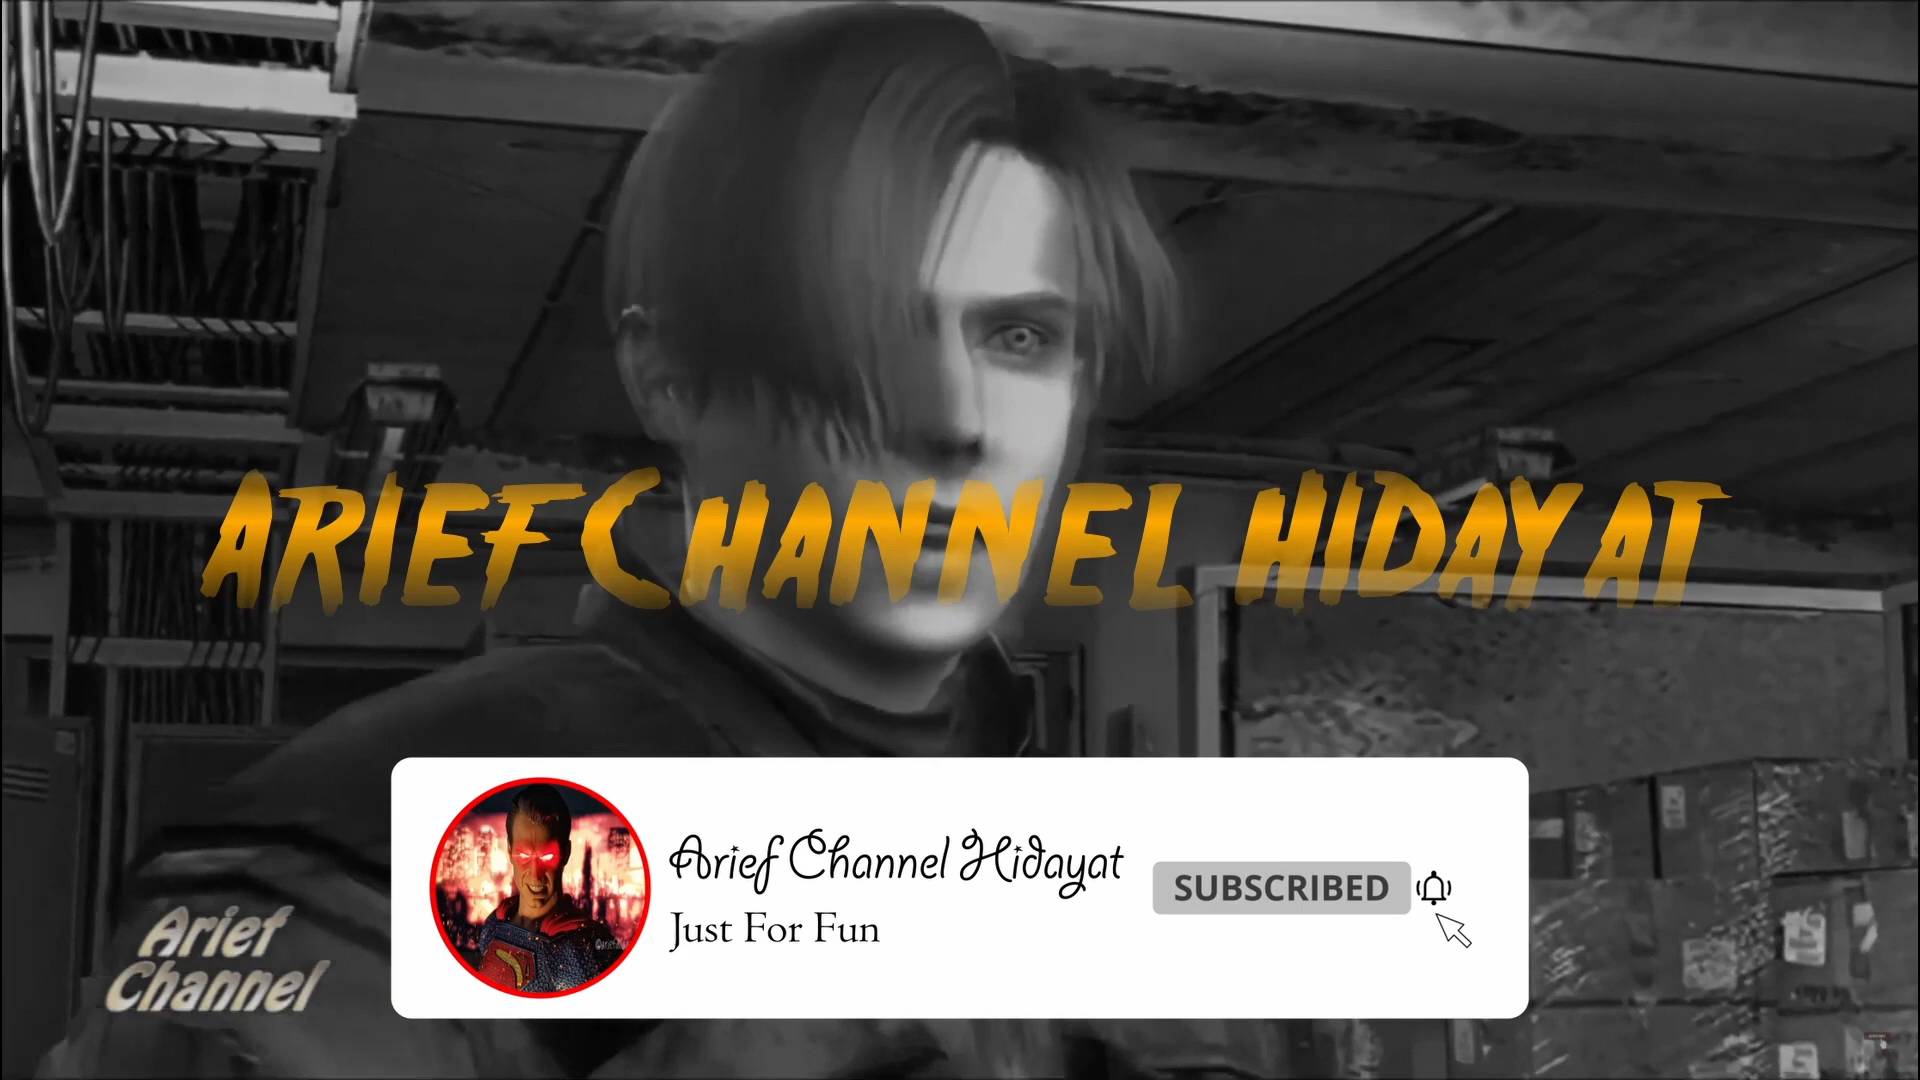 ARIEF CHANNEL HIDAYAT
Arief Channel Hidayat
Just For Fun
SUBSCRIBED
Arief
Channel